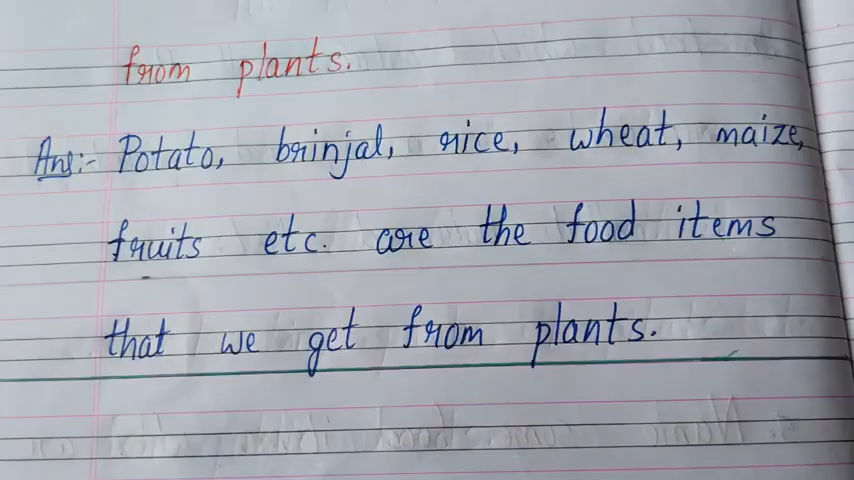 from plants.
Ans:- Potato, brinjal, rice, wheat, maize,
fruits etc. are the food items
that we get from plants.